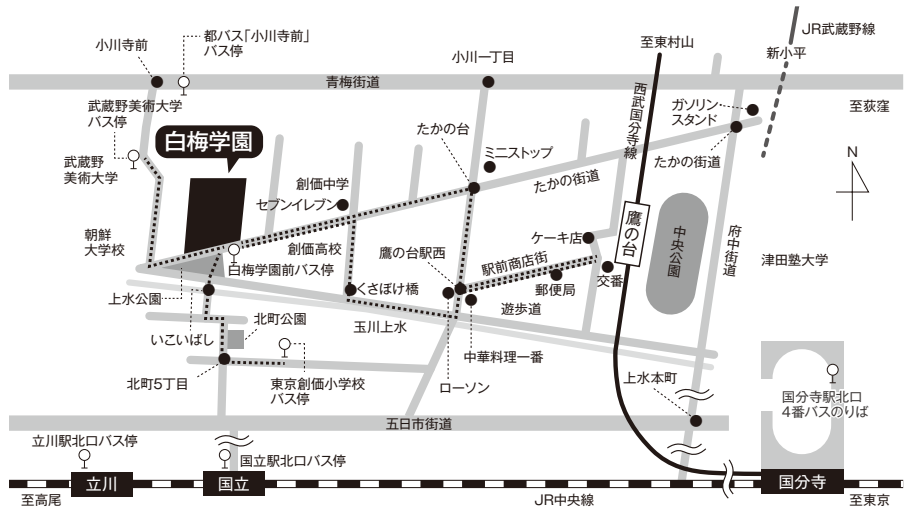 JR武蔵野線
都バス「小川寺前」
バス停
小川寺前
小川一丁目
至東村山
新小平
青梅街道
至荻窪
武蔵野美術大学
バス停
白梅学園
西武国分寺線
ガソリン
スタンド
たかの台
たかの街道
ミニストップ
武蔵野
美術大学
創価中学
セブンイレブン
たかの街道
N
朝鮮
大学校
創価高校
白梅学園前バス停
鷹の台駅西
駅前商店街
ケーキ店
鷹の台
中央公園
府中街道
津田塾大学
交番
郵便局
遊歩道
上水公園
くさぼけ橋
玉川上水
北町公園
いこいばし
中華料理一番
ローソン
北町5丁目
東京創価小学校
バス停
上水本町
国分寺駅北口
4番バスのりば
五日市街道
立川駅北口バス停
国立駅北口バス停
立川
国立
国分寺
至高尾
JR中央線
至東京